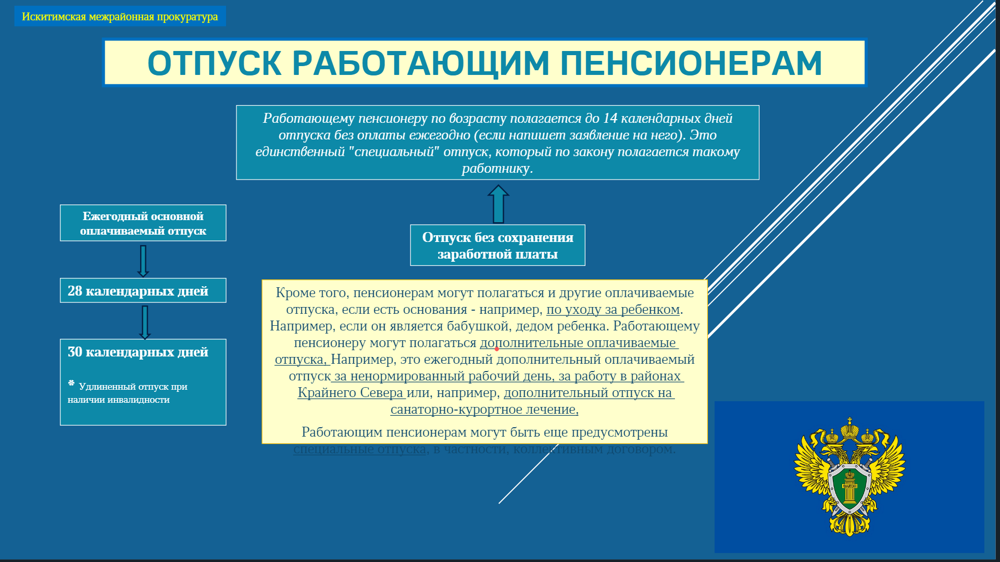 Искитимская межрайонная прокуратура
ОТПУСК РАБОТАЮЩИМ ПЕНСИОНЕРАМ
Работающему пенсионеру по возрасту полагается до 14 календарных дней
отпуска без оплаты ежегодно (если напишет заявление на него). Это
единственный "специальный" отпуск, который по закону полагается такому
работнику.
Ежегодный основной
оплачиваемый отпуск
28 календарных дней
30 календарных дней
* Удлиненный отпуск при
наличии инвалидности
Отпуск без сохранения
заработной платы
Кроме того, пенсионерам могут полагаться и другие оплачиваемые
отпуска, если есть основания - например, по уходу за ребенком.
Например, если он является бабушкой, дедом ребенка. Работающему
пенсионеру могут полагаться дополнительные оплачиваемые
отпуска, Например, это ежегодный дополнительный оплачиваемый
отпуск за ненормированный рабочий день, за работу в районах
Крайнего Севера или, например, дополнительный отпуск на
санаторно-курортное лечение,
Работающим пенсионерам могут быть еще предусмотрены
специальные отпуска, в частности, коллективным договором.